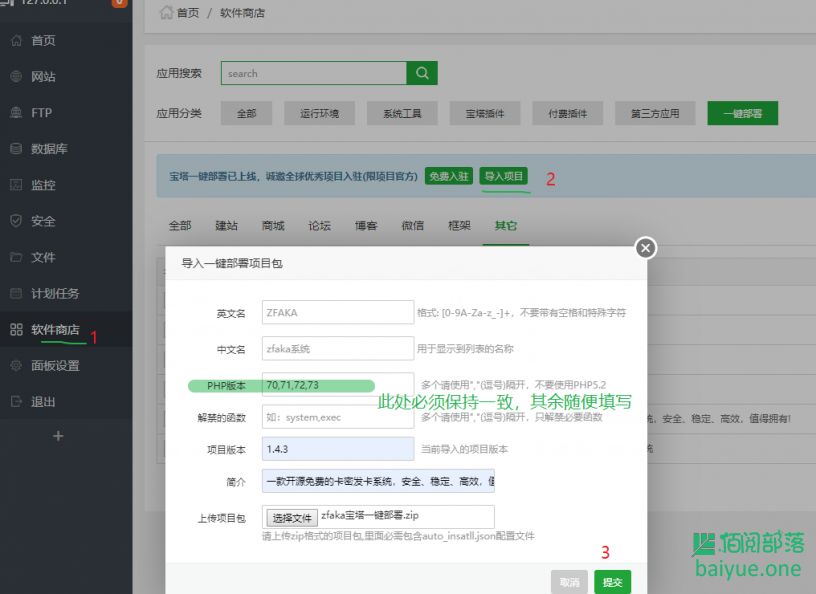 127.0.0.1
0
首页 / 软件商店
首页
网站
FTP
数据库
监控
安全
文件
计划任务
软件商店
1
面板设置
退出
+
应用搜索 search
应用分类 全部 运行环境 系统工具 宝塔插件 付费插件 第三方应用 一键部署
宝塔一键部署已上线，诚邀全球优秀项目入驻(限项目官方) 免费入驻 导入项目 2
全部 建站 商城 论坛 博客 微信 框架 其它
导入一键部署项目包
英文名 ZFAKA 格式: [0-9A-Za-z_-]+，不要带有空格和特殊字符
中文名 zfaka系统 用于显示到列表的名称
PHP版本 70,71,72,73 多个请使用","(逗号)隔开，不要使用PHP5.2
此处必须保持一致，其余随便填写
解禁的函数 如：system,exec 多个请使用","(逗号)隔开，只解禁必要函数
统，安全、稳定、高效，值得拥有!
项目版本 1.4.3 当前导入的项目版本
统
简介 一款开源免费的卡密发卡系统，安全、稳定、高效，值
上传项目包 选择文件 zfaka宝塔一键部署.zip
请上传zip格式的项目包,里面必需包含auto_insatll.json配置文件
3
取消 提交
佰阅部落
baiyue.one